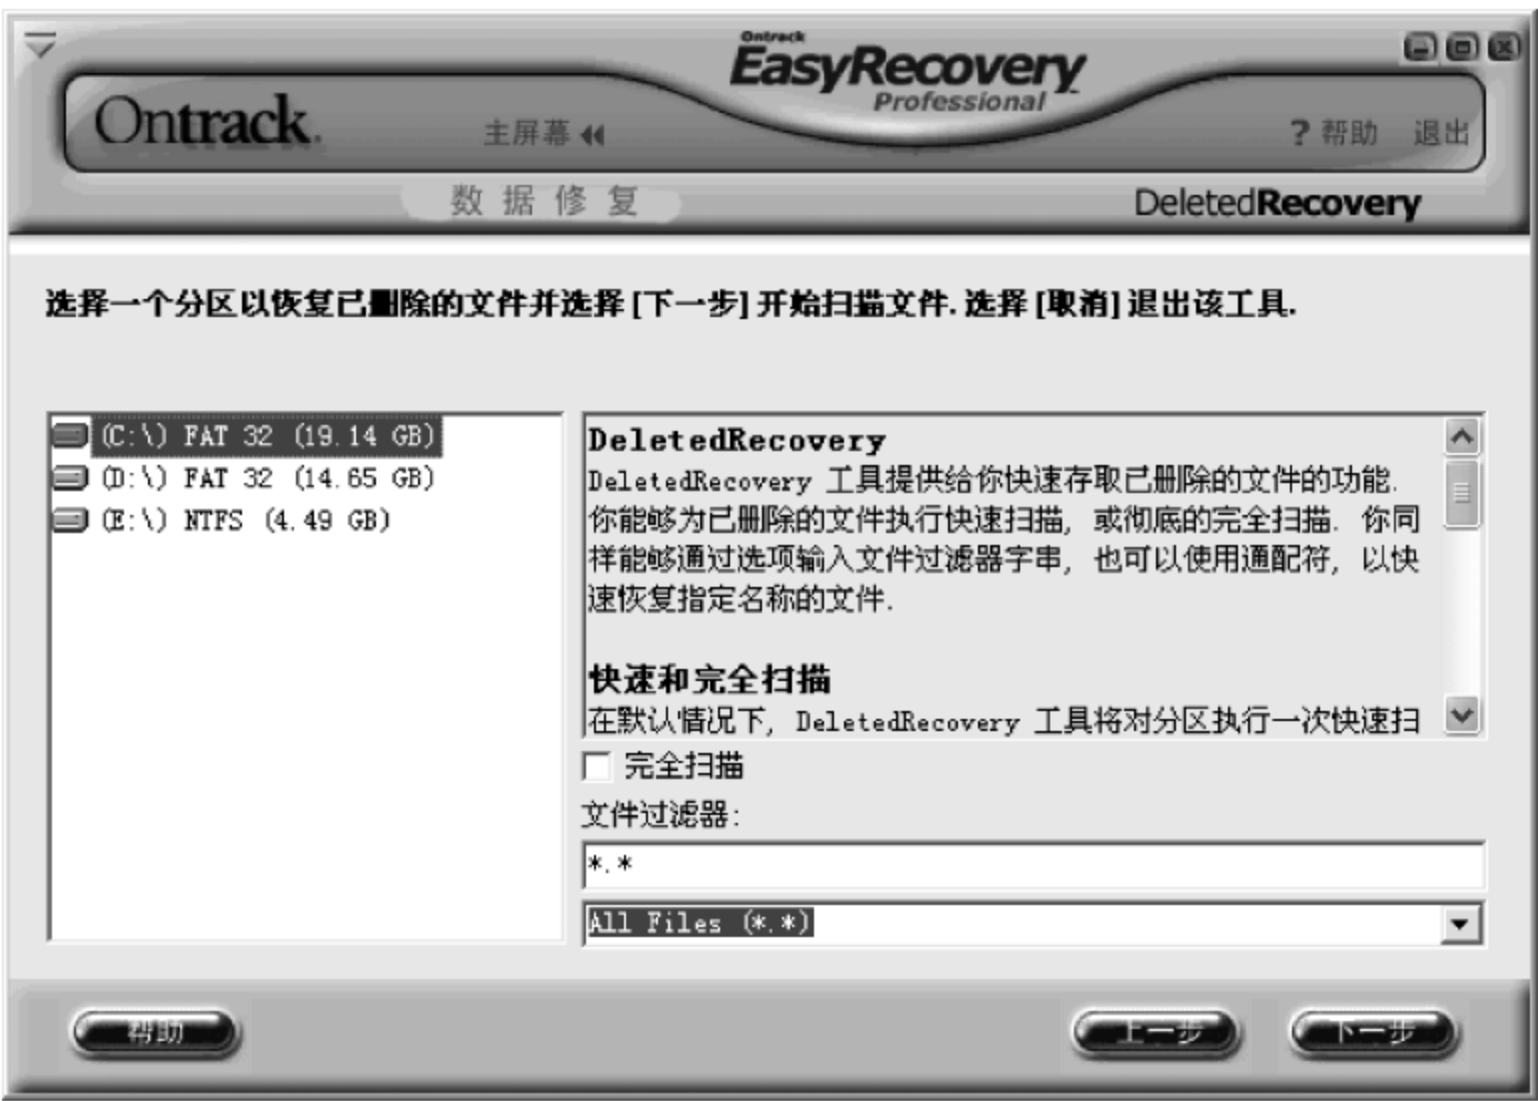 Ontrack
EasyRecovery
Professional
Ontrack.
主屏幕
? 帮助
退出
数据修复
DeletedRecovery
选择一个分区以恢复已删除的文件并选择 [下一步] 开始扫描文件. 选择 [取消] 退出该工具.
(C:\) FAT 32 (19.14 GB)
(D:\) FAT 32 (14.65 GB)
(E:\) NTFS (4.49 GB)
DeletedRecovery
DeletedRecovery 工具提供给你快速存取已删除的文件的功能.
你能够为已删除的文件执行快速扫描, 或彻底的完全扫描. 你同
样能够通过选项输入文件过滤器字串, 也可以使用通配符, 以快
速恢复指定名称的文件.
快速和完全扫描
在默认情况下, DeletedRecovery 工具将对分区执行一次快速扫
完全扫描
文件过滤器:
*.*
All Files (*.*)
帮助
上一步
下一步